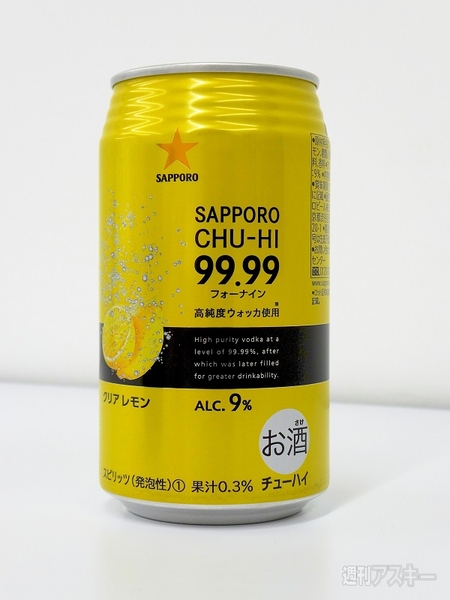 SAPPORO
SAPPORO
CHU-HI
99.99
フォーナイン
高純度ウォッカ使用※
High purity vodka at a
level of 99.99%, after
which was later filled
for greater drinkability.
クリアレモン
ALC. 9%
さけ
お酒
スピリッツ(発泡性)① 果汁0.3% チューハイ
週刊アスキー